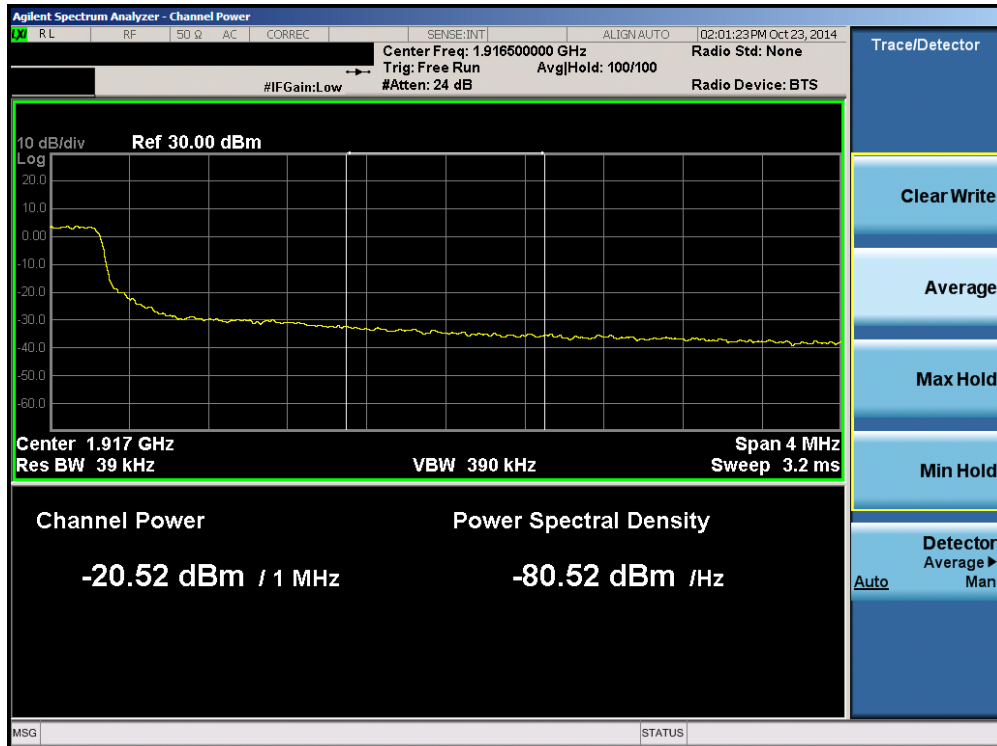 Agilent Spectrum Analyzer - Channel Power
LXI RL RF 50 Ω AC CORREC SENSE:INT ALIGN AUTO 02:01:23 PM Oct 23, 2014
Center Freq: 1.916500000 GHz Radio Std: None
Trig: Free Run Avg|Hold: 100/100
#IFGain:Low #Atten: 24 dB Radio Device: BTS
10 dB/div Ref 30.00 dBm
Log
20.0
10.0
0.00
-10.0
-20.0
-30.0
-40.0
-50.0
-60.0
Center 1.917 GHz Span 4 MHz
Res BW 39 kHz VBW 390 kHz Sweep 3.2 ms
Channel Power Power Spectral Density
-20.52 dBm / 1 MHz -80.52 dBm /Hz
Trace/Detector
Clear Write
Average
Max Hold
Min Hold
Detector
Average
Auto Man
MSG STATUS